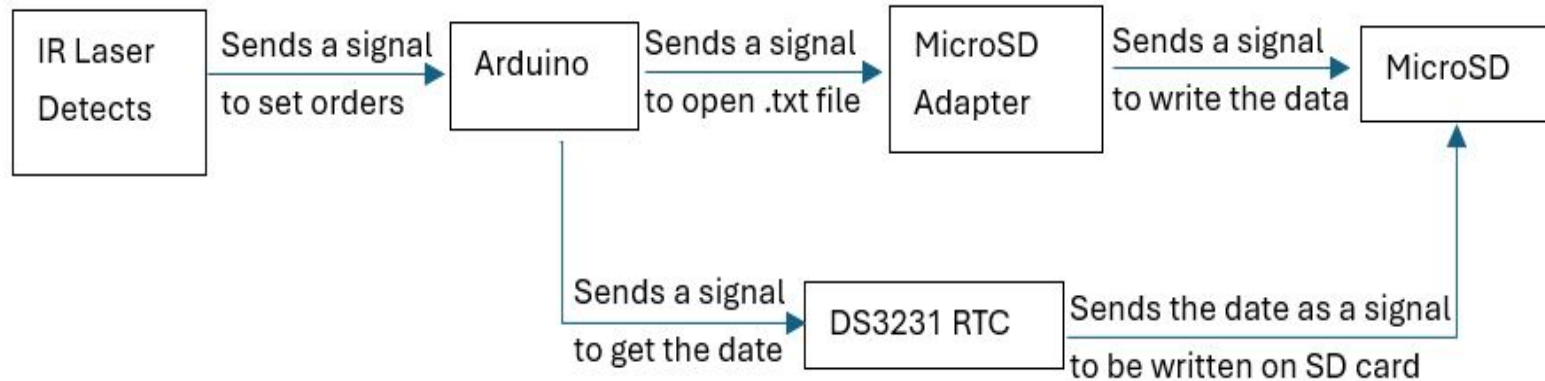 IR Laser
Detects
Sends a signal
to set orders
Arduino
Sends a signal
to open .txt file
MicroSD
Adapter
Sends a signal
to write the data
MicroSD
Sends a signal
to get the date
DS3231 RTC
Sends the date as a signal
to be written on SD card